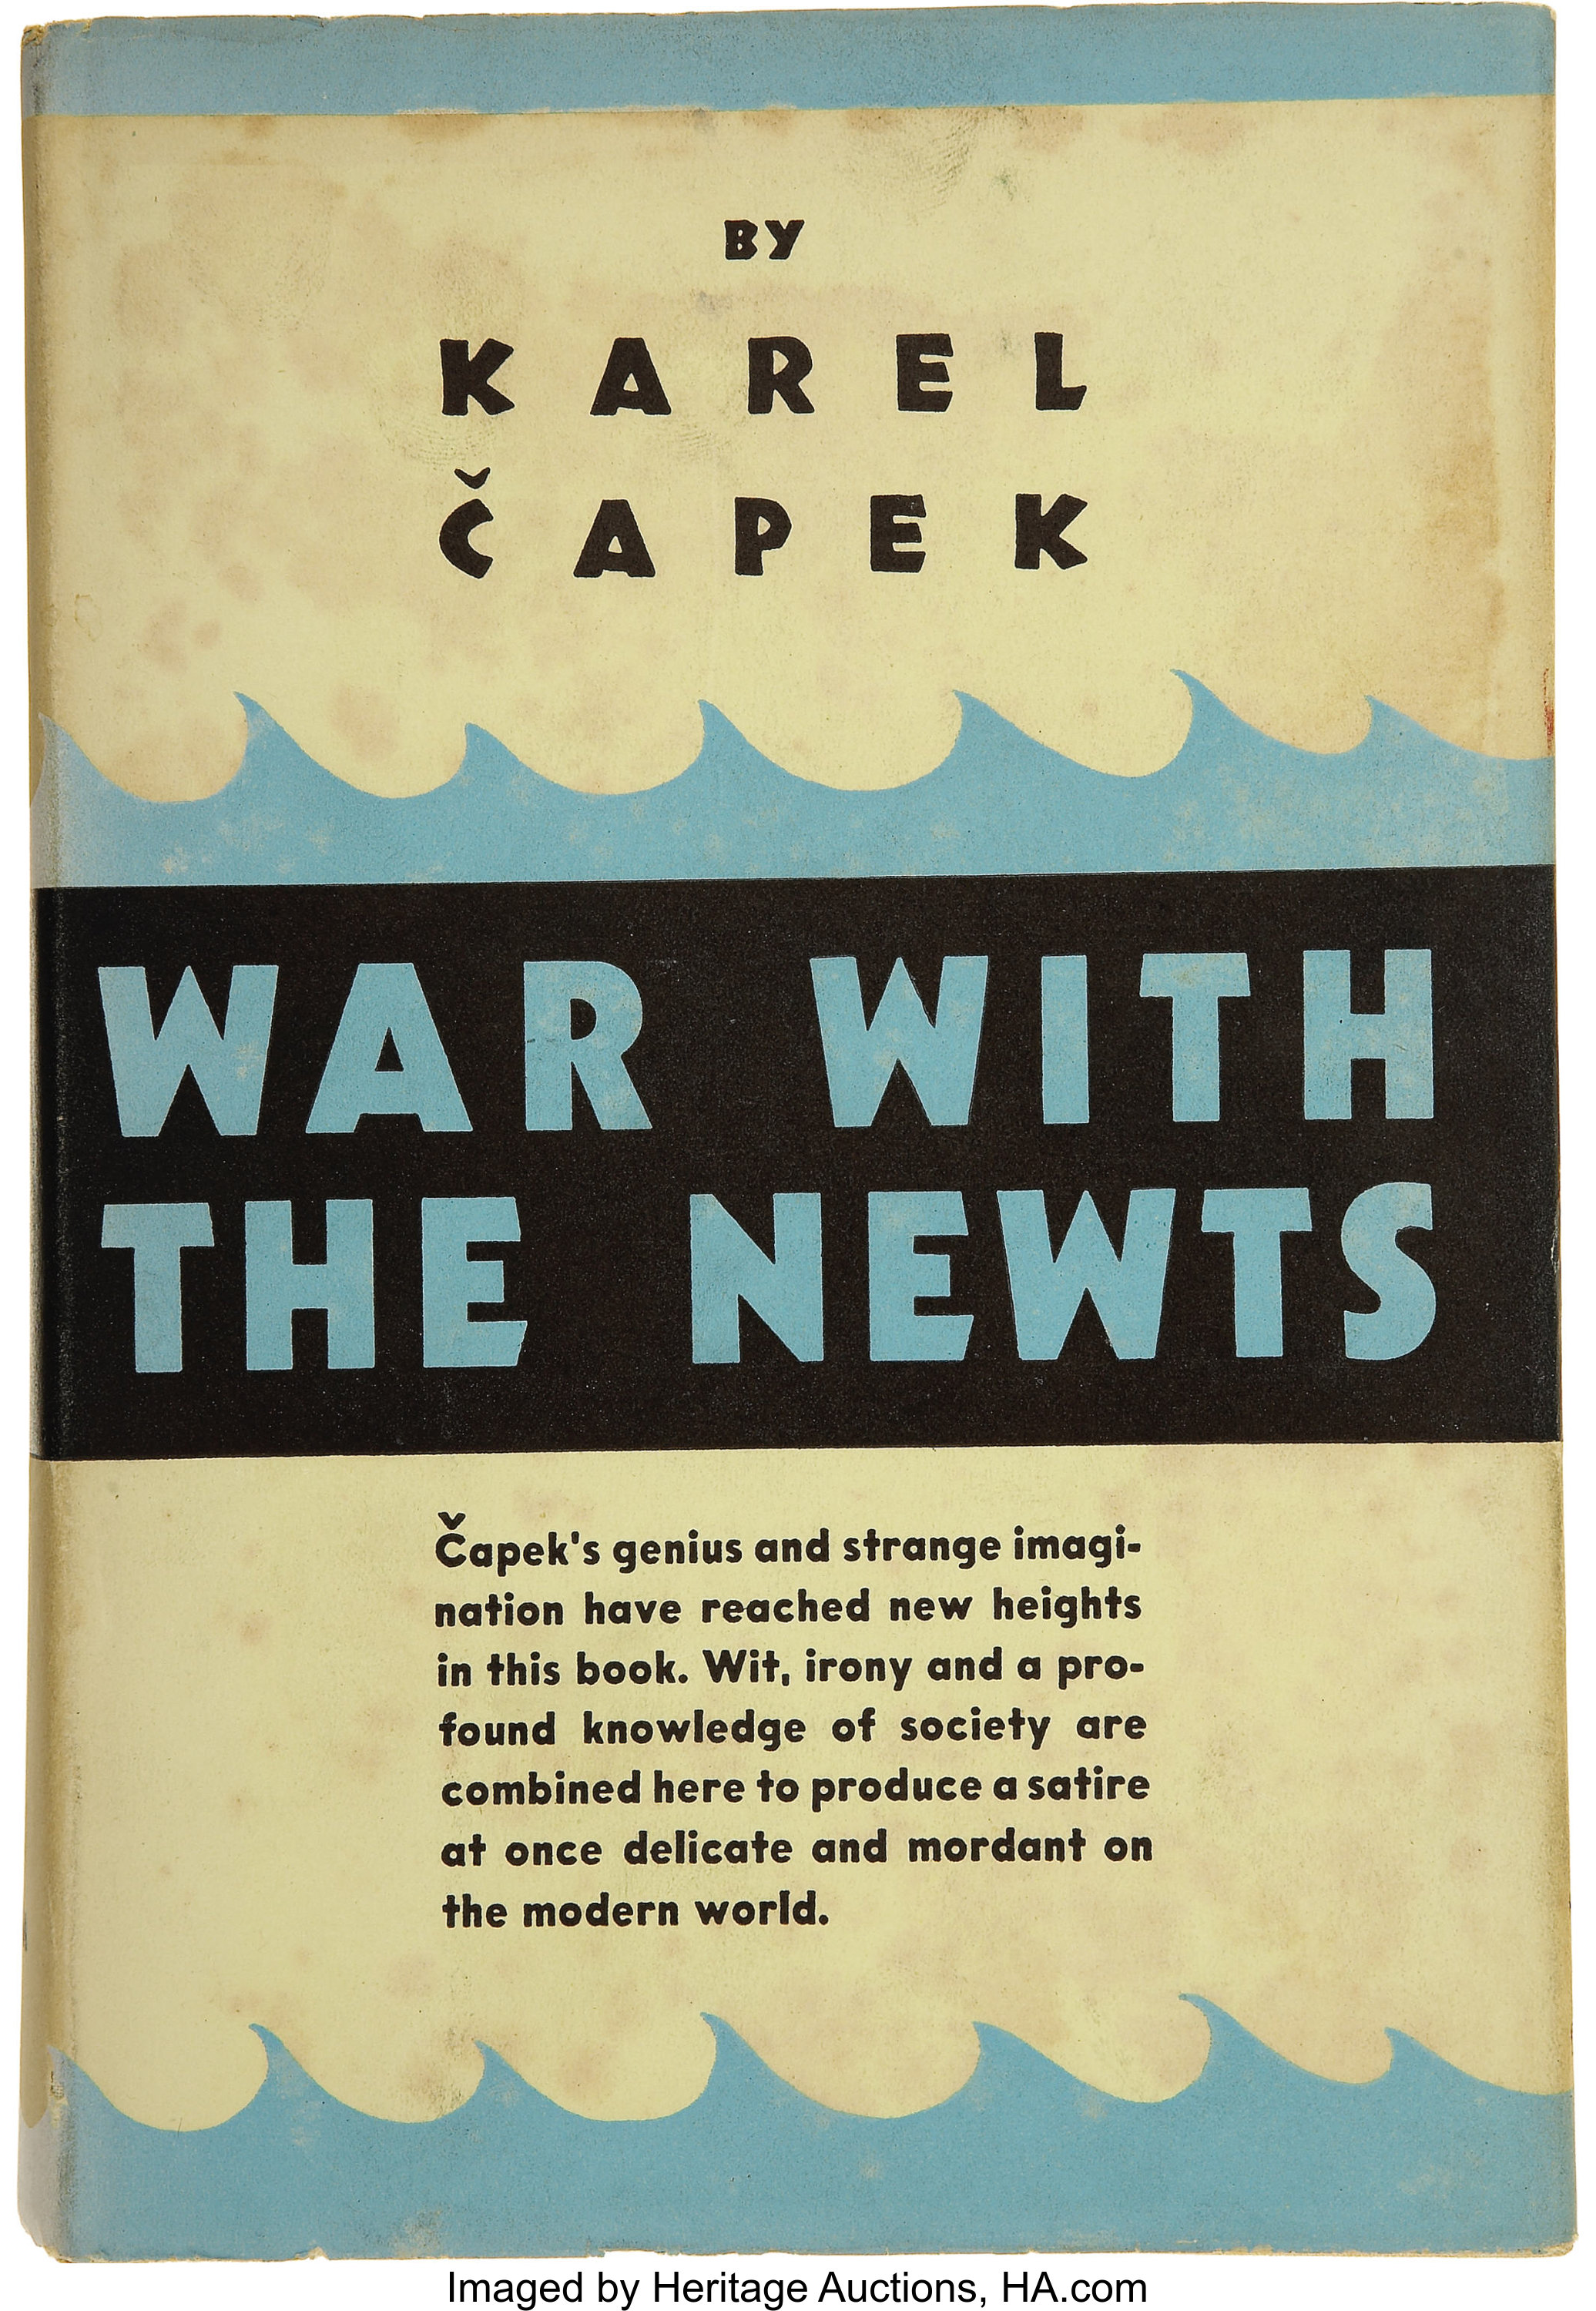 BY
KAREL
ČAPEK
WAR WITH
THE NEWTS
Čapek's genius and strange imagi-
nation have reached new heights
in this book. Wit, irony and a pro-
found knowledge of society are
combined here to produce a satire
at once delicate and mordant on
the modern world.
Imaged by Heritage Auctions, HA.com